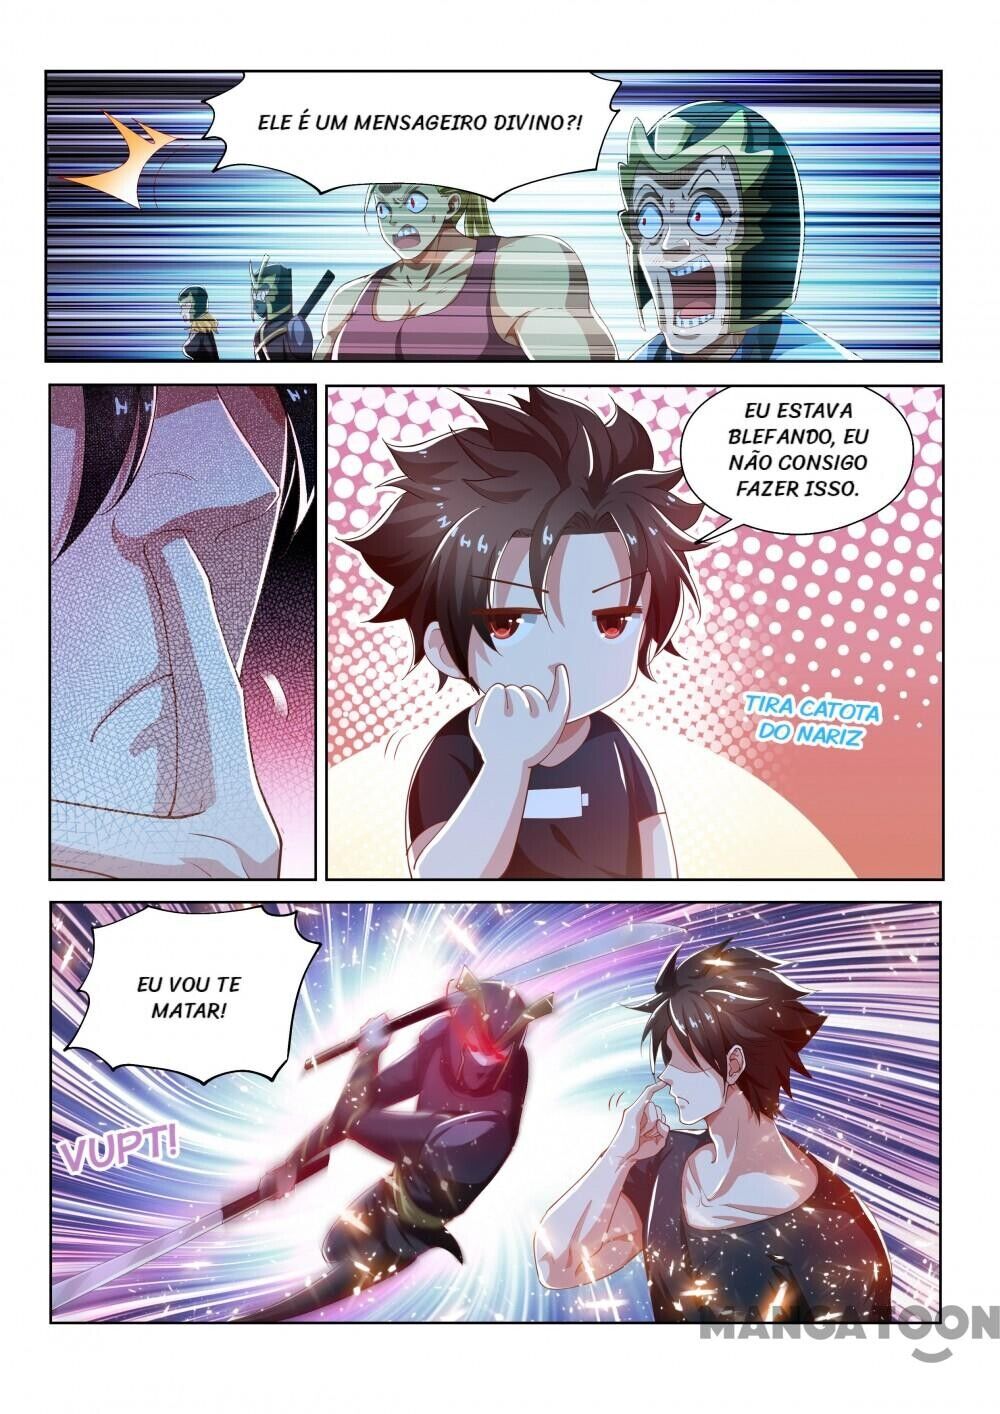 ELE É UM MENSAGEIRO DIVINO?!
EU ESTAVA
BLEFANDO, EU
NÃO CONSIGO
FAZER ISSO.
TIRA CATOTA
DO NARIZ
EU VOU TE
MATAR!
VUPT!
MANGATOON